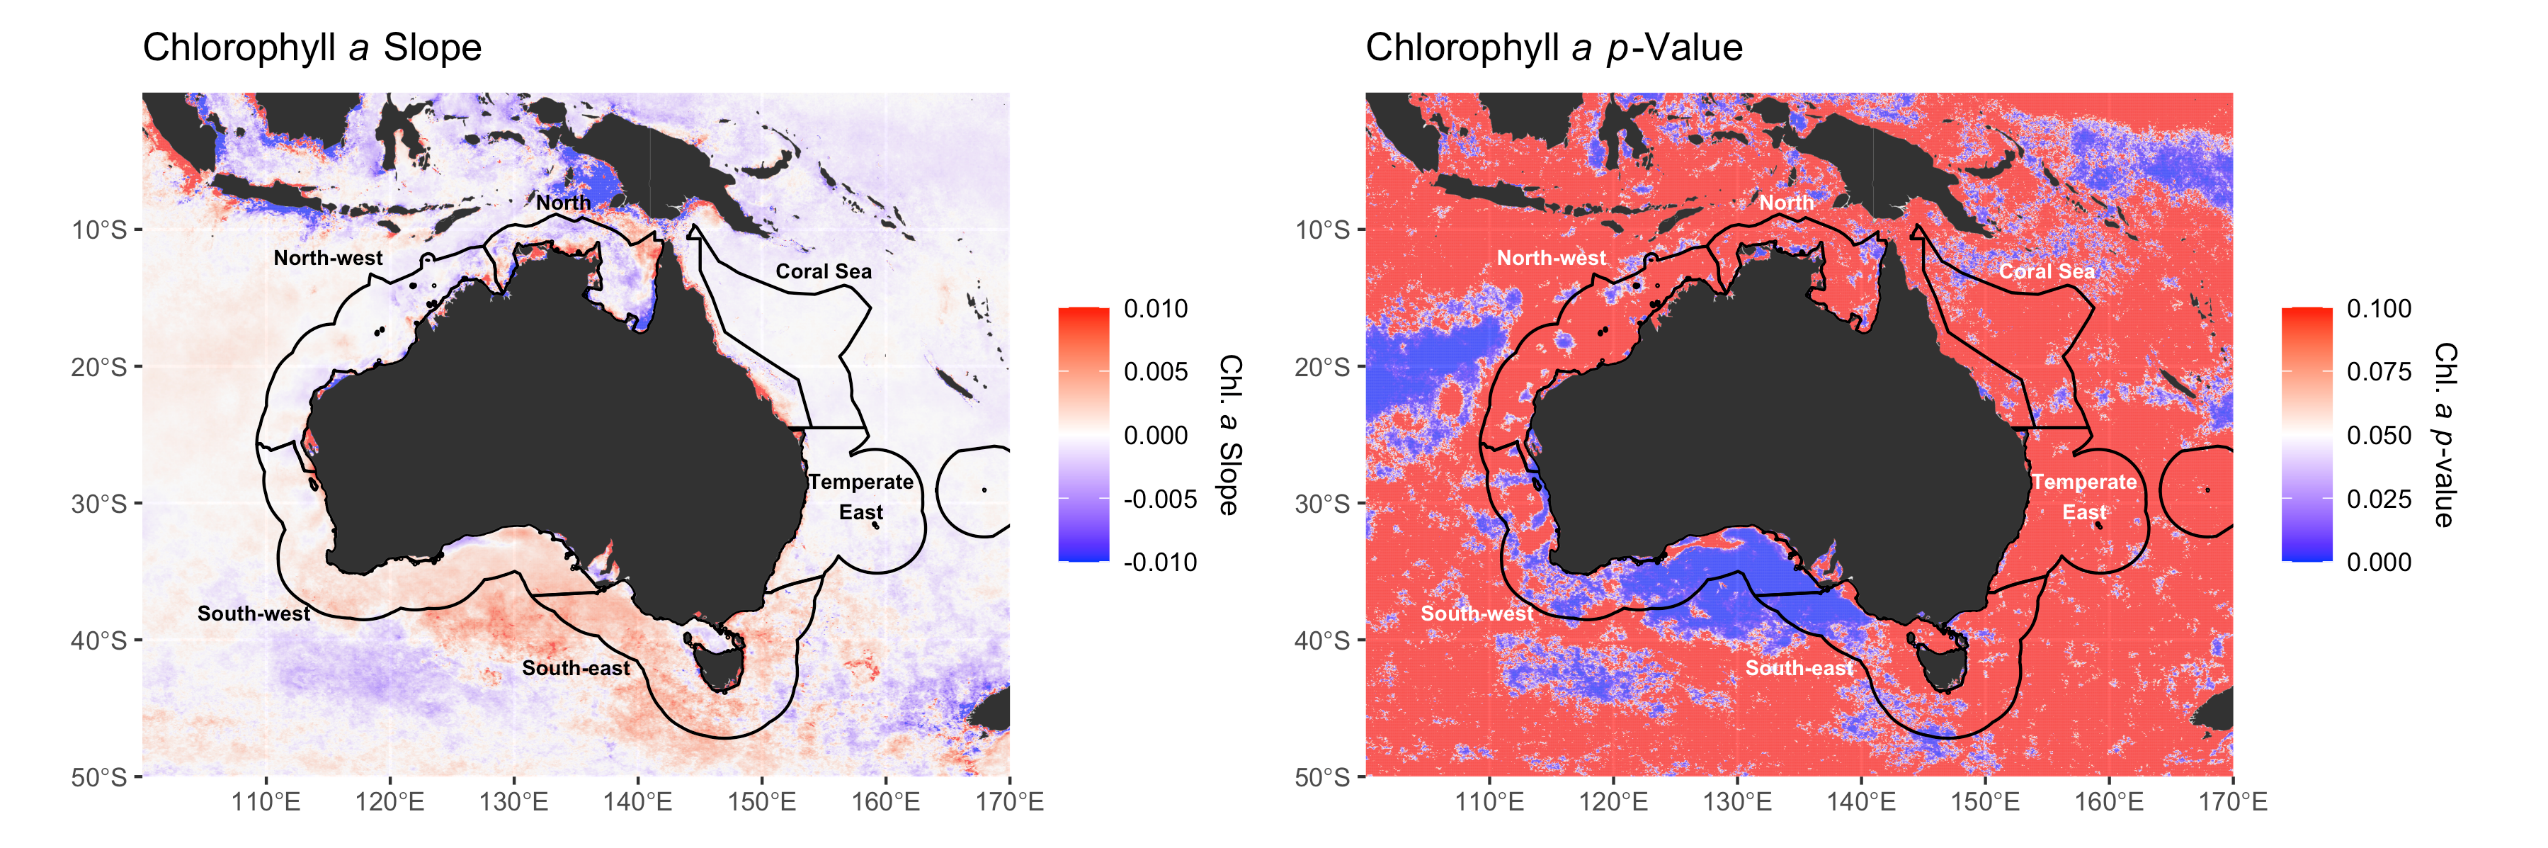 Chlorophyll a Slope
North
North-west
Coral Sea
Temperate
East
South-west
South-east
10°S
20°S
30°S
40°S
50°S
110°E 120°E 130°E 140°E 150°E 160°E 170°E
0.010
0.005
0.000
-0.005
-0.010
Chl. a Slope
Chlorophyll a p-Value
North
North-west
Coral Sea
Temperate
East
South-west
South-east
10°S
20°S
30°S
40°S
50°S
110°E 120°E 130°E 140°E 150°E 160°E 170°E
0.100
0.075
0.050
0.025
0.000
Chl. a p-value